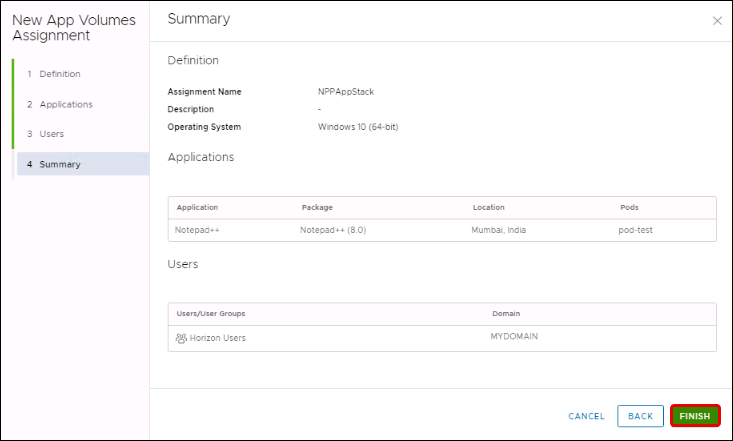 New App Volumes
Assignment
1 Definition
2 Applications
3 Users
4 Summary
Summary
Definition
Assignment Name NPPAppStack
Description -
Operating System Windows 10 (64-bit)
Applications
Application Package Location Pods
Notepad++ Notepad++ (8.0) Mumbai, India pod-test
Users
Users/User Groups Domain
Horizon Users MYDOMAIN
CANCEL BACK FINISH